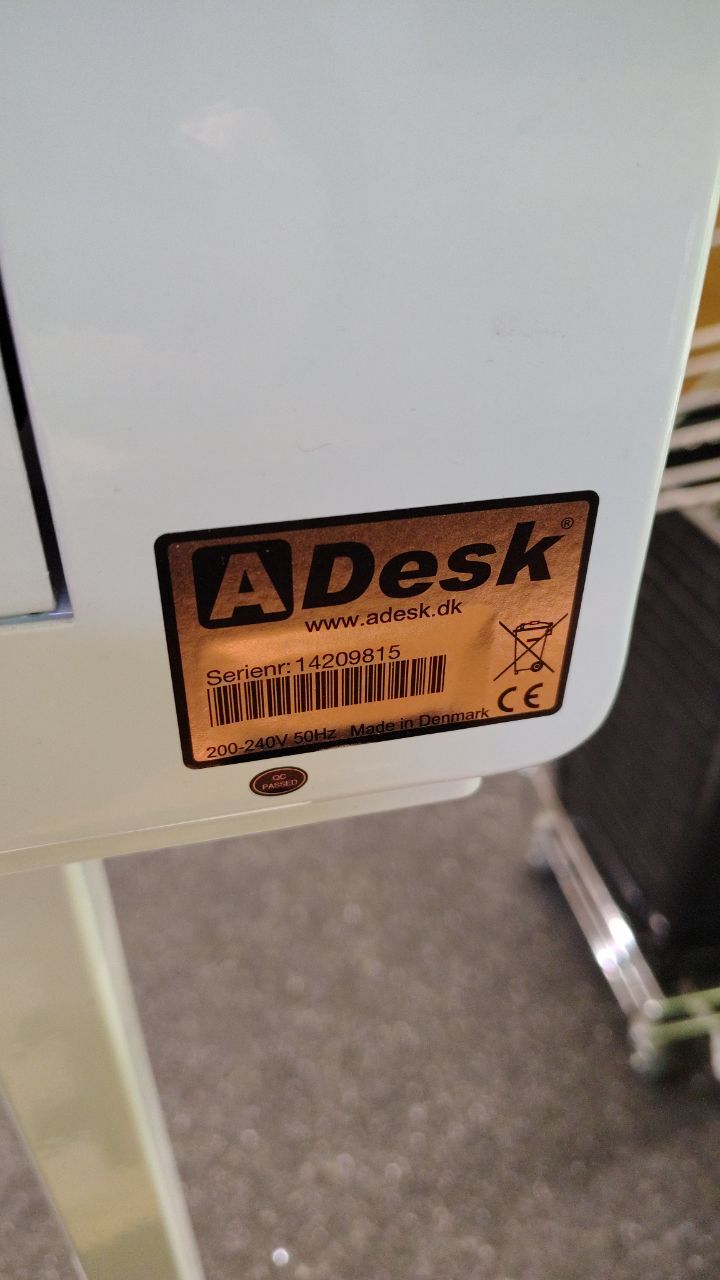 ADesk®
www.adesk.dk
Serienr: 14209815
200-240V 50Hz Made in Denmark
CE
QC
PASSED